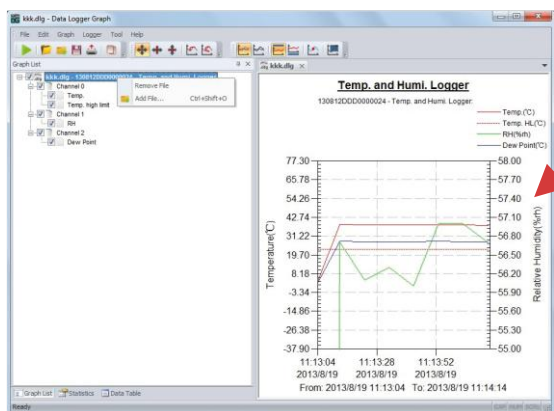 kkk.dlg - Data Logger Graph
File Edit Graph Logger Tool Help
Graph List
kkk.dlg - 130812DDD0000024 - Temp. and Humi. Logger
Channel 0
Temp.
Temp. high limit
Channel 1
RH
Channel 2
Dew Point
Remove File
Add File... Ctrl+Shift+O
kkk.dlg
Temp. and Humi. Logger
130812DDD0000024 - Temp. and Humi. Logger.
Temp.(℃)
Temp. HL(℃)
RH(%rh)
Dew Point(℃)
77.30 58.00
65.78 57.70
54.26 57.40
42.74 57.10
31.22 56.80
19.70 56.50
8.18 56.20
-3.34 55.90
-14.86 55.60
-26.38 55.30
-37.90 55.00
Temperature(℃)
Relative Humidity(%rh)
11:13:04 11:13:28 11:13:52
2013/8/19 2013/8/19 2013/8/19
From: 2013/8/19 11:13:04 To: 2013/8/19 11:14:14
Graph List Statistics Data Table
Ready
CAP NUM